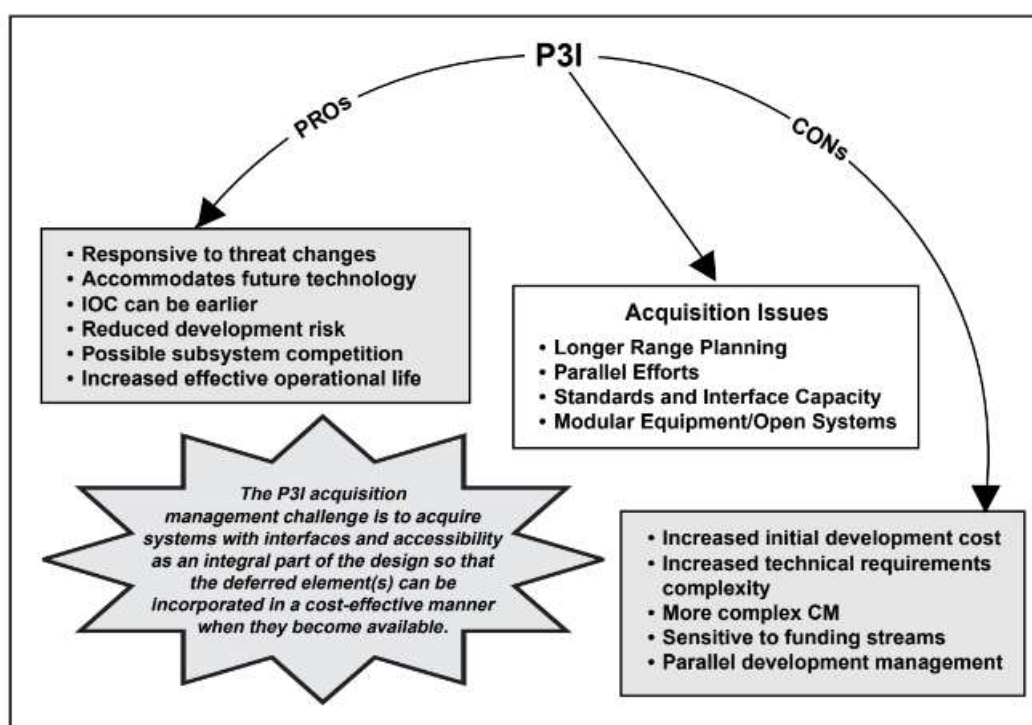 P3I
PROs
CONs
• Responsive to threat changes
• Accommodates future technology
• IOC can be earlier
• Reduced development risk
• Possible subsystem competition
• Increased effective operational life
Acquisition Issues
• Longer Range Planning
• Parallel Efforts
• Standards and Interface Capacity
• Modular Equipment/Open Systems
The P3I acquisition
management challenge is to acquire
systems with interfaces and accessibility
as an integral part of the design so that
the deferred element(s) can be
incorporated in a cost-effective manner
when they become available.
• Increased initial development cost
• Increased technical requirements
complexity
• More complex CM
• Sensitive to funding streams
• Parallel development management